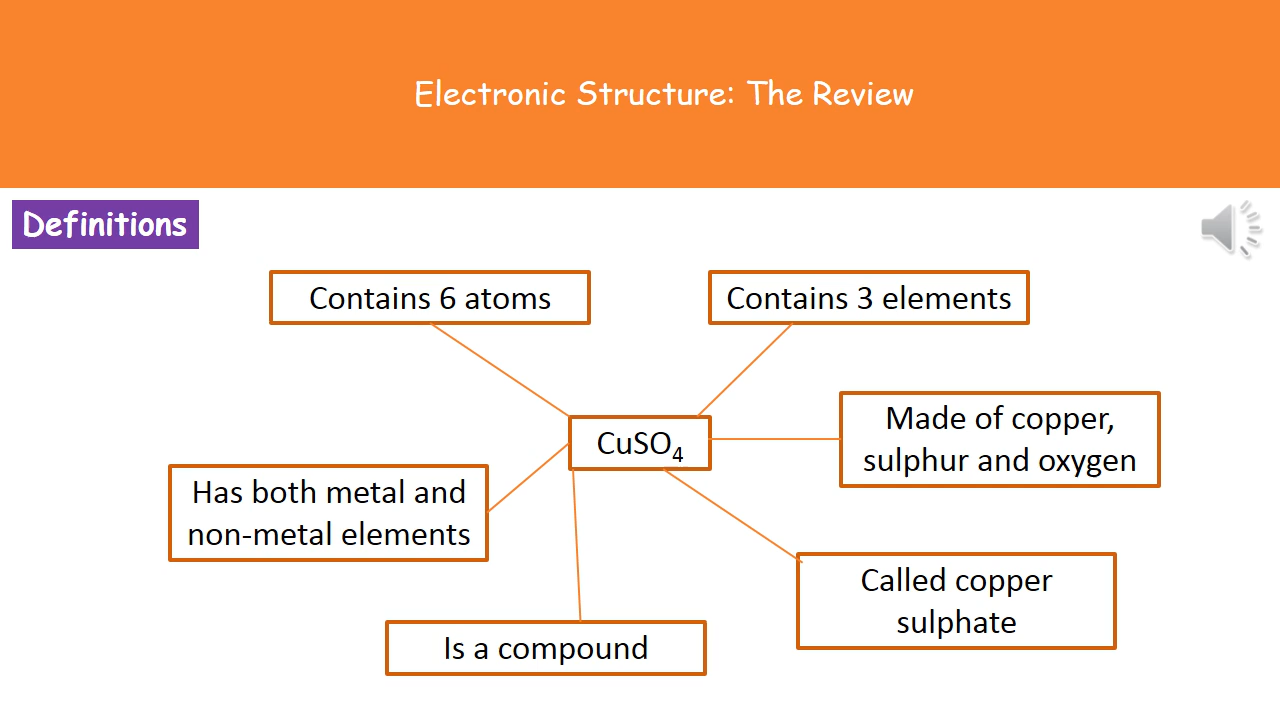 Electronic Structure: The Review
Definitions
Contains 6 atoms
Contains 3 elements
CuSO₄
Made of copper,
sulphur and oxygen
Has both metal and
non-metal elements
Called copper
sulphate
Is a compound